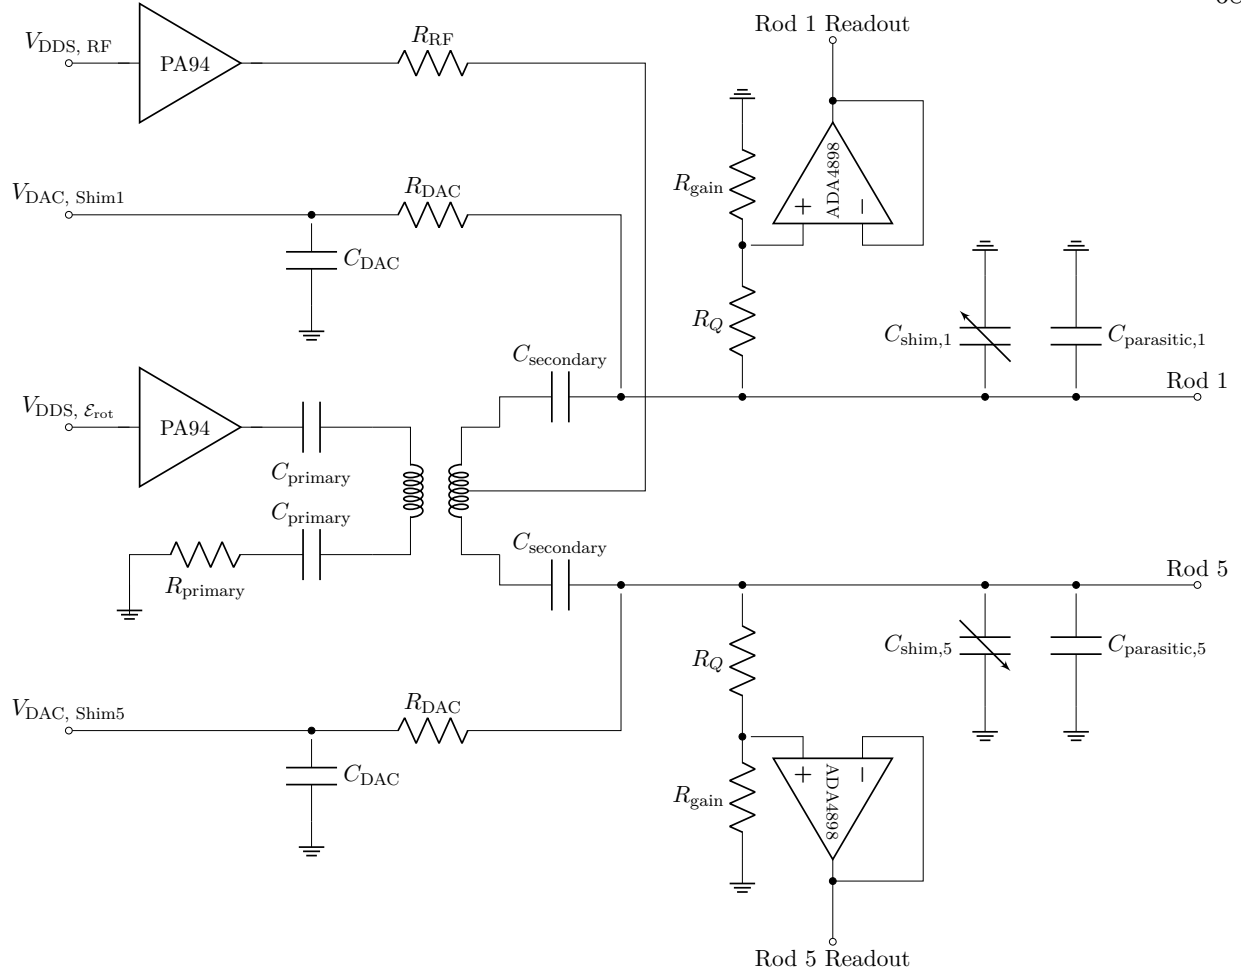 Rod 1 Readout
V_DDS, RF
PA94
R_RF
R_gain
ADA4898
+
−
V_DAC, Shim1
R_DAC
C_DAC
R_Q
C_shim,1
C_parasitic,1
C_secondary
Rod 1
V_DDS, ℰ_rot
PA94
C_primary
C_primary
R_primary
C_secondary
Rod 5
R_Q
C_shim,5
C_parasitic,5
V_DAC, Shim5
R_DAC
C_DAC
R_gain
+
−
ADA4898
Rod 5 Readout